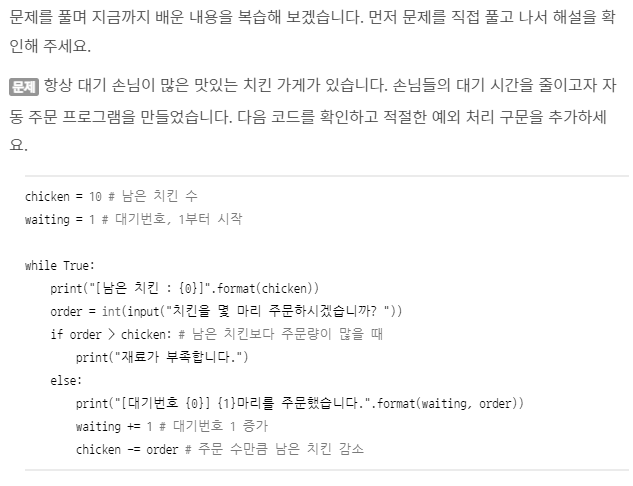 문제를 풀며 지금까지 배운 내용을 복습해 보겠습니다. 먼저 문제를 직접 풀고 나서 해설을 확
인해 주세요.
문제 항상 대기 손님이 많은 맛있는 치킨 가게가 있습니다. 손님들의 대기 시간을 줄이고자 자
동 주문 프로그램을 만들었습니다. 다음 코드를 확인하고 적절한 예외 처리 구문을 추가하세
요.
chicken = 10 # 남은 치킨 수
waiting = 1 # 대기번호, 1부터 시작
while True:
    print("[남은 치킨 : {0}]".format(chicken))
    order = int(input("치킨을 몇 마리 주문하시겠습니까? "))
    if order > chicken: # 남은 치킨보다 주문량이 많을 때
        print("재료가 부족합니다.")
    else:
        print("[대기번호 {0}] {1}마리를 주문했습니다.".format(waiting, order))
        waiting += 1 # 대기번호 1 증가
        chicken -= order # 주문 수만큼 남은 치킨 감소